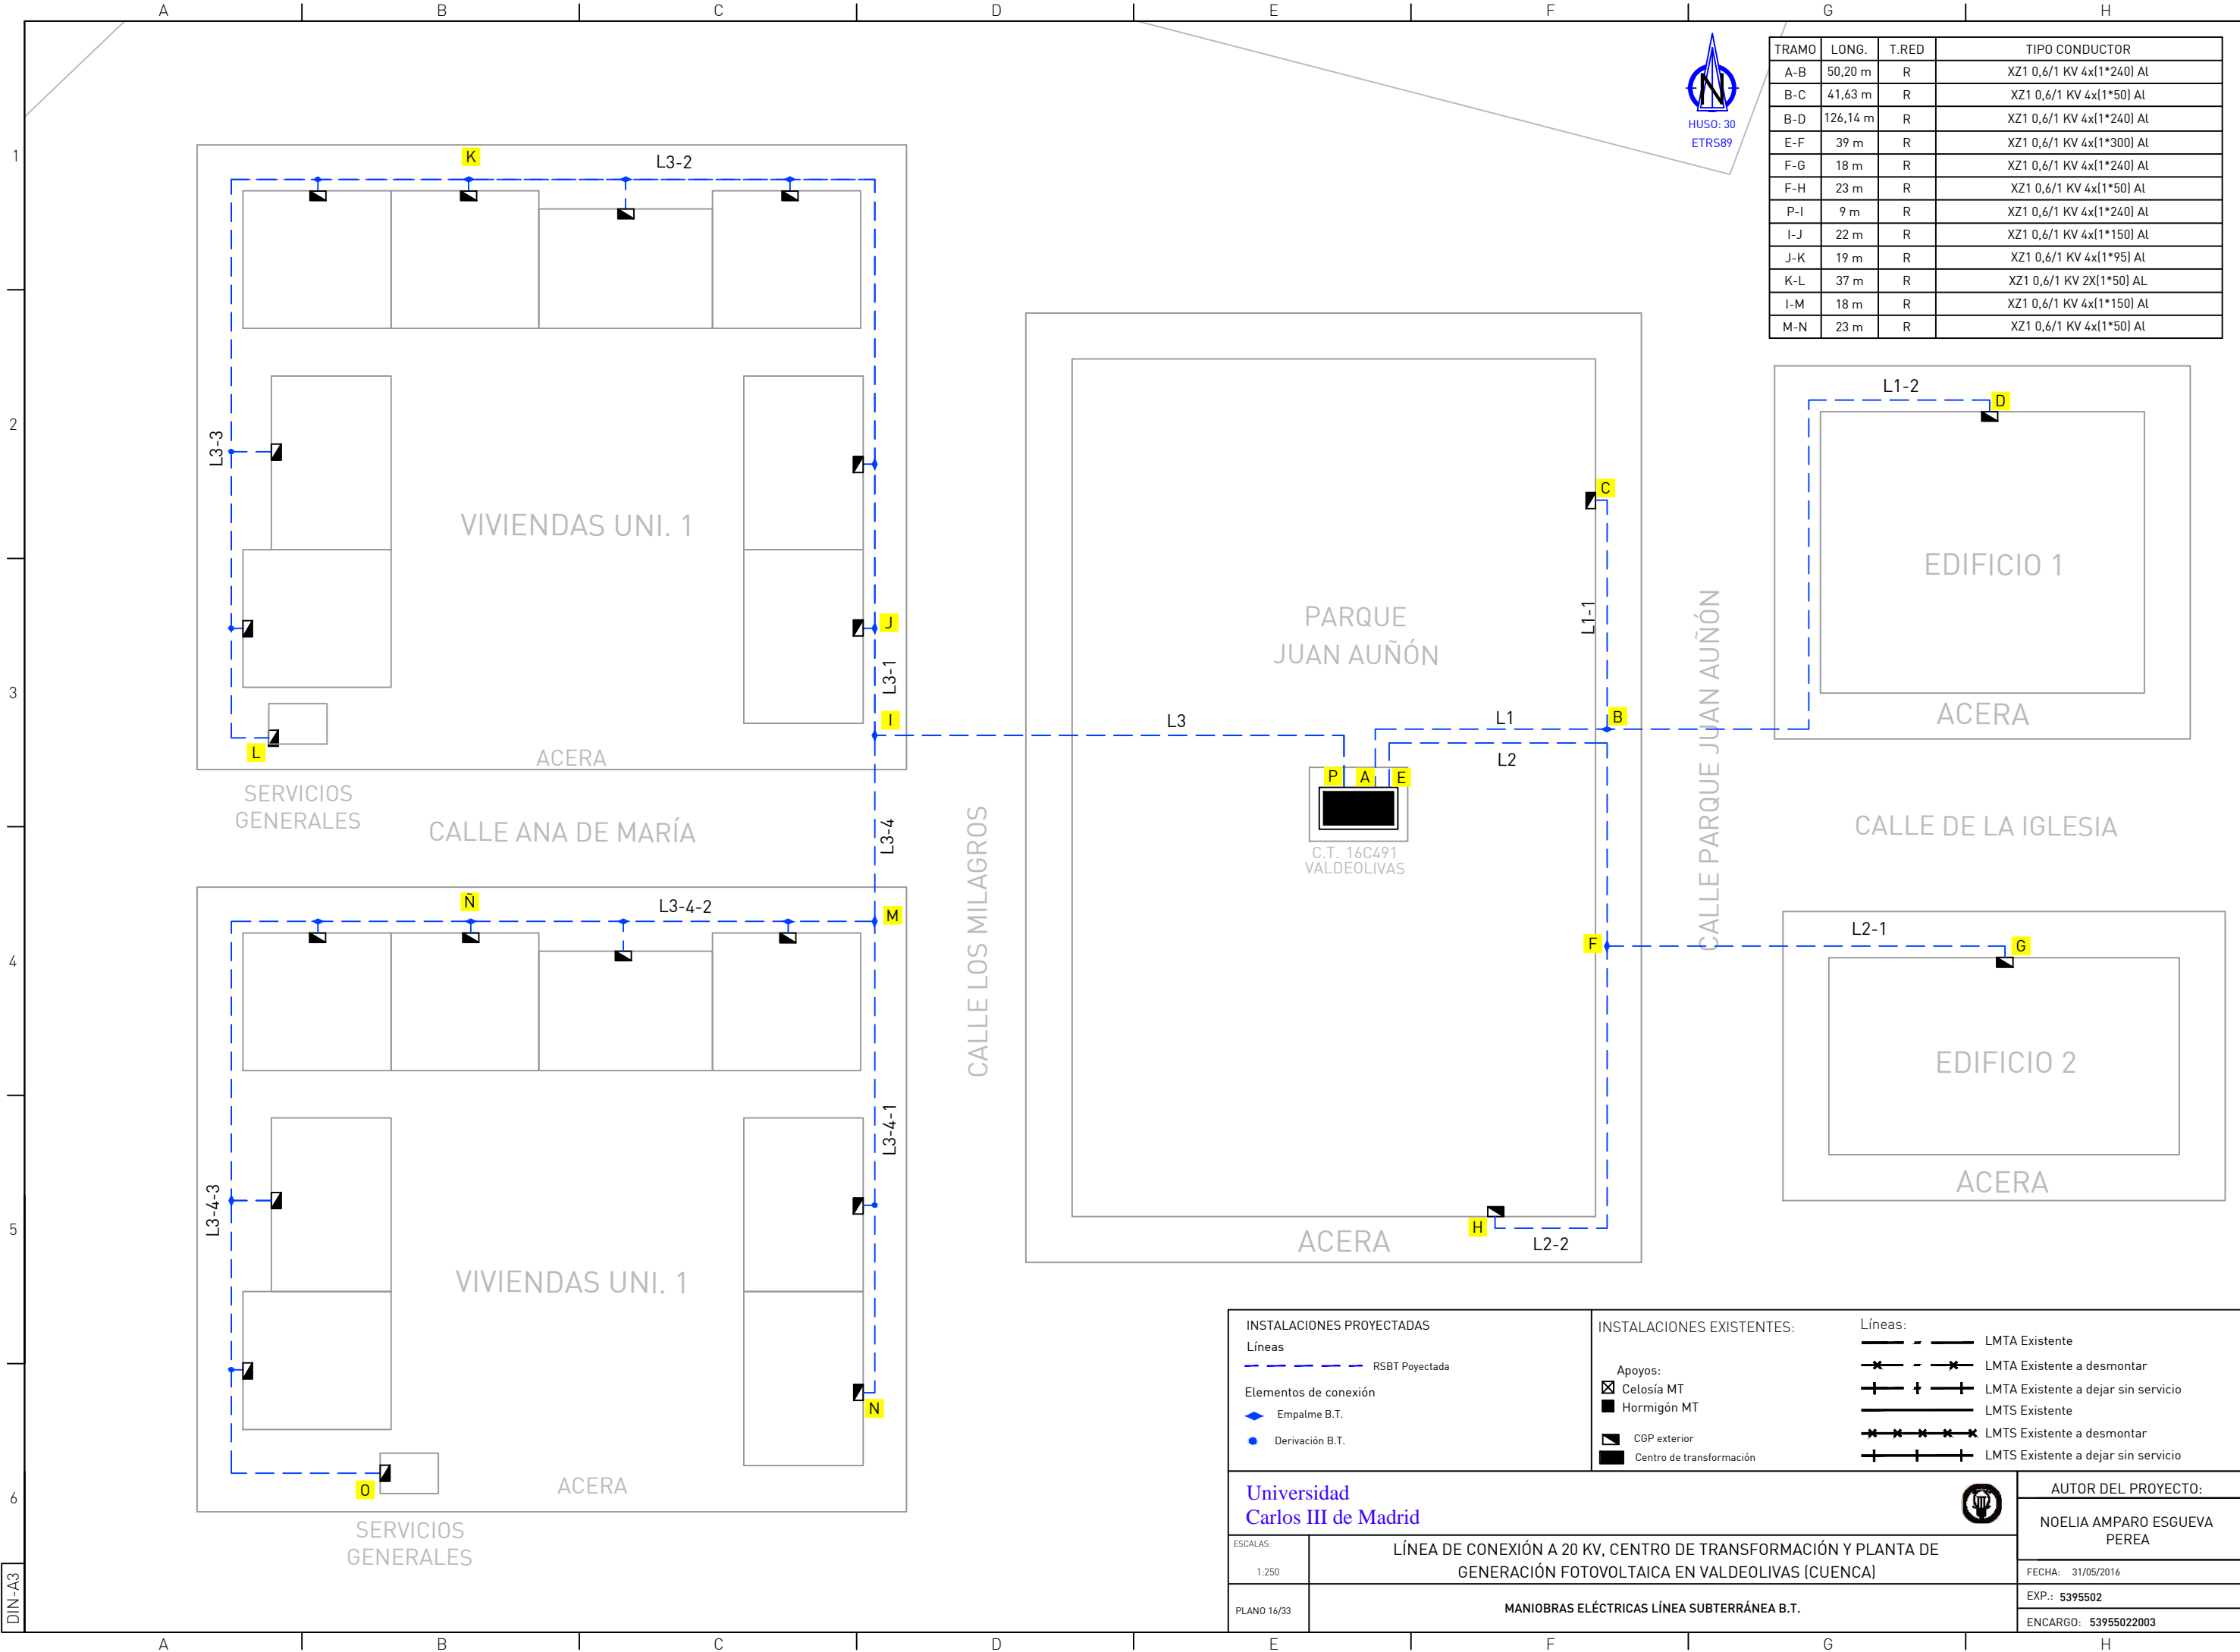 A B C D E F G H
1
2
3
4
5
6
DIN-A3
N
HUSO: 30
ETRS89
TRAMO LONG. T.RED TIPO CONDUCTOR
A-B 50,20 m R XZ1 0,6/1 KV 4x(1*240) Al
B-C 41,63 m R XZ1 0,6/1 KV 4x(1*50) Al
B-D 126,14 m R XZ1 0,6/1 KV 4x(1*240) Al
E-F 39 m R XZ1 0,6/1 KV 4x(1*300) Al
F-G 18 m R XZ1 0,6/1 KV 4x(1*240) Al
F-H 23 m R XZ1 0,6/1 KV 4x(1*50) Al
P-I 9 m R XZ1 0,6/1 KV 4x(1*240) Al
I-J 22 m R XZ1 0,6/1 KV 4x(1*150) Al
J-K 19 m R XZ1 0,6/1 KV 4x(1*95) Al
K-L 37 m R XZ1 0,6/1 KV 2X(1*50) AL
I-M 18 m R XZ1 0,6/1 KV 4x(1*150) Al
M-N 23 m R XZ1 0,6/1 KV 4x(1*50) Al
K
L3-2
L3-3
VIVIENDAS UNI. 1
J
L3-1
I
L
ACERA
SERVICIOS
GENERALES
CALLE ANA DE MARÍA
L3-4
CALLE LOS MILAGROS
Ñ
L3-4-2
M
L3-4-1
L3-4-3
VIVIENDAS UNI. 1
N
O
ACERA
SERVICIOS
GENERALES
PARQUE
JUAN AUÑÓN
C
L1-1
L3
L1
B
L2
P A E
C.T. 16C491
VALDEOLIVAS
F
H
L2-2
ACERA
CALLE PARQUE JUAN AUÑÓN
L1-2
D
EDIFICIO 1
ACERA
CALLE DE LA IGLESIA
L2-1
G
EDIFICIO 2
ACERA
INSTALACIONES PROYECTADAS
Líneas
RSBT Poyectada
Elementos de conexión
Empalme B.T.
Derivación B.T.
INSTALACIONES EXISTENTES:
Apoyos:
Celosía MT
Hormigón MT
CGP exterior
Centro de transformación
Líneas:
LMTA Existente
LMTA Existente a desmontar
LMTA Existente a dejar sin servicio
LMTS Existente
LMTS Existente a desmontar
LMTS Existente a dejar sin servicio
Universidad
Carlos III de Madrid
AUTOR DEL PROYECTO:
NOELIA AMPARO ESGUEVA
PEREA
ESCALAS:
1:250
LÍNEA DE CONEXIÓN A 20 KV, CENTRO DE TRANSFORMACIÓN Y PLANTA DE
GENERACIÓN FOTOVOLTAICA EN VALDEOLIVAS (CUENCA)
FECHA: 31/05/2016
PLANO 16/33
MANIOBRAS ELÉCTRICAS LÍNEA SUBTERRÁNEA B.T.
EXP.: 5395502
ENCARGO: 53955022003
A B C D E F G H